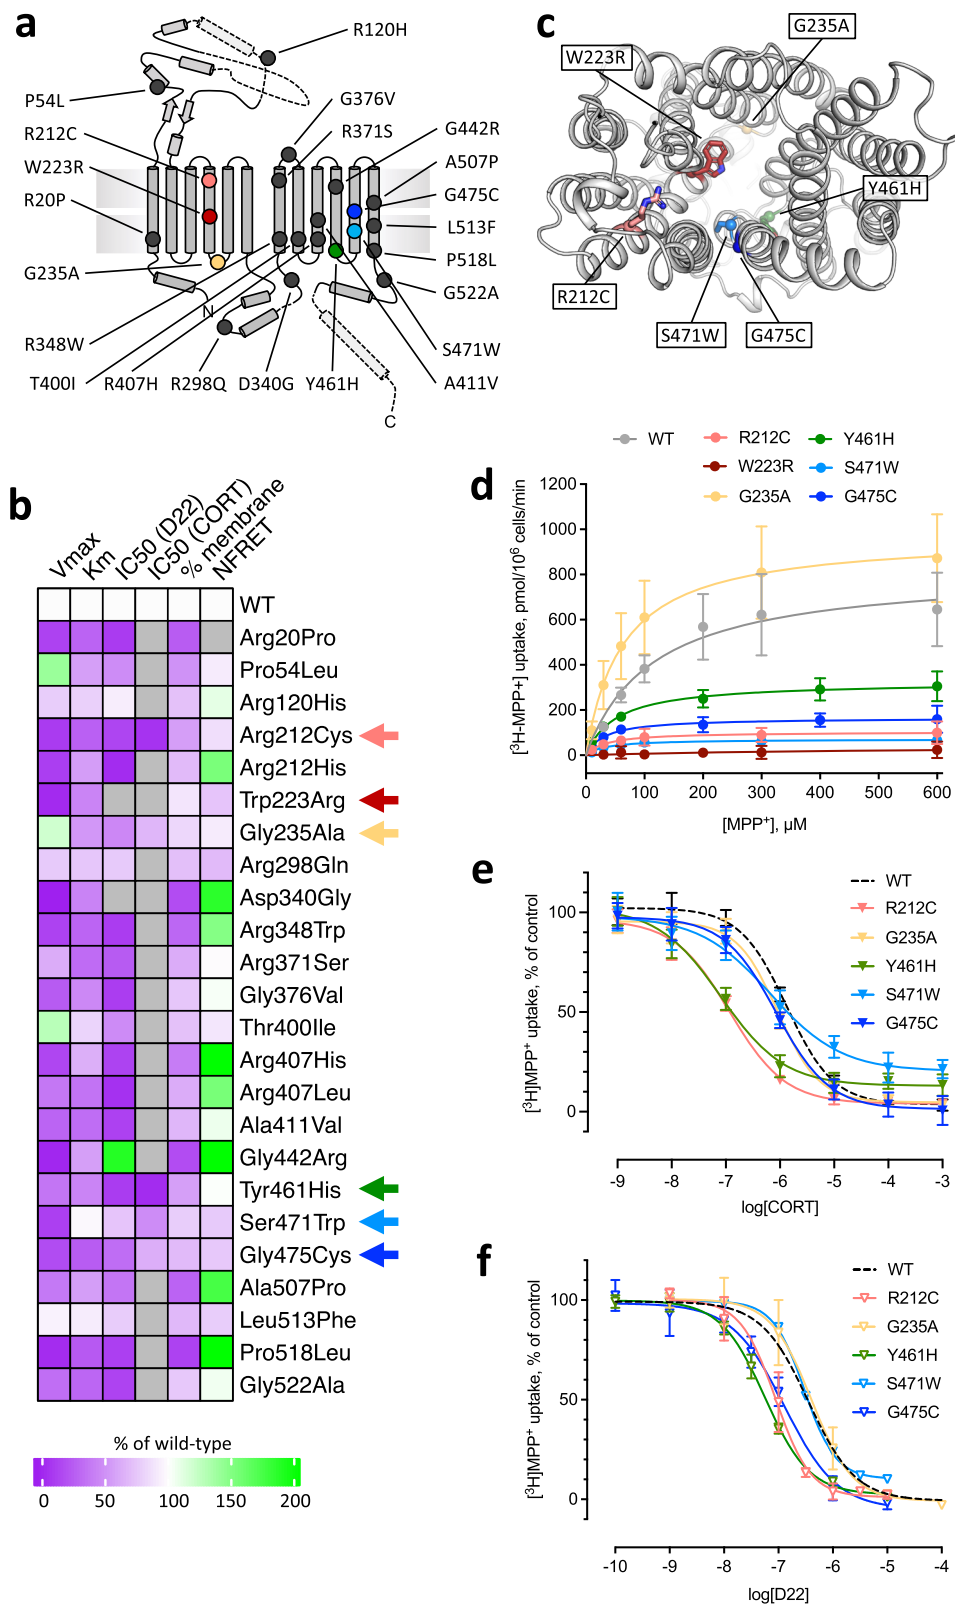 a
R120H
P54L
G376V
R212C
R371S
G442R
W223R
A507P
R20P
G475C
L513F
G235A
P518L
N
G522A
R348W
S471W
T400I
R407H
R298Q
D340G
Y461H
A411V
C
c
G235A
W223R
Y461H
R212C
S471W
G475C
b
Vmax
Km
IC50 (D22)
IC50 (CORT)
% membrane
NFRET
WT
Arg20Pro
Pro54Leu
Arg120His
Arg212Cys
Arg212His
Trp223Arg
Gly235Ala
Arg298Gln
Asp340Gly
Arg348Trp
Arg371Ser
Gly376Val
Thr400Ile
Arg407His
Arg407Leu
Ala411Val
Gly442Arg
Tyr461His
Ser471Trp
Gly475Cys
Ala507Pro
Leu513Phe
Pro518Leu
Gly522Ala
% of wild-type
0 50 100 150 200
d
WT
R212C
Y461H
W223R
S471W
G235A
G475C
[³H-MPP+] uptake, pmol/10⁶ cells/min
1200
1000
800
600
400
200
0
0 100 200 300 400 500 600
[MPP⁺], µM
e
WT
R212C
G235A
Y461H
S471W
G475C
[³H]MPP⁺ uptake, % of control
100
50
0
-9 -8 -7 -6 -5 -4 -3
log[CORT]
f
WT
R212C
G235A
Y461H
S471W
G475C
[³H]MPP⁺ uptake, % of control
100
50
0
-10 -9 -8 -7 -6 -5 -4
log[D22]